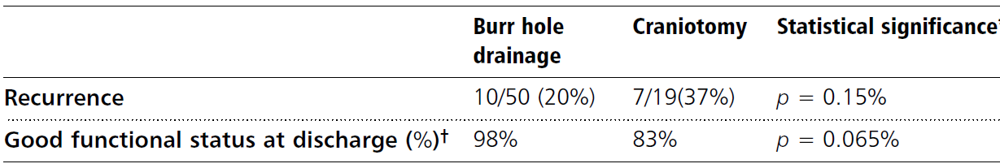 Burr hole drainage Craniotomy Statistical significance*
Recurrence 10/50 (20%) 7/19(37%) p = 0.15%
Good functional status at discharge (%)† 98% 83% p = 0.065%